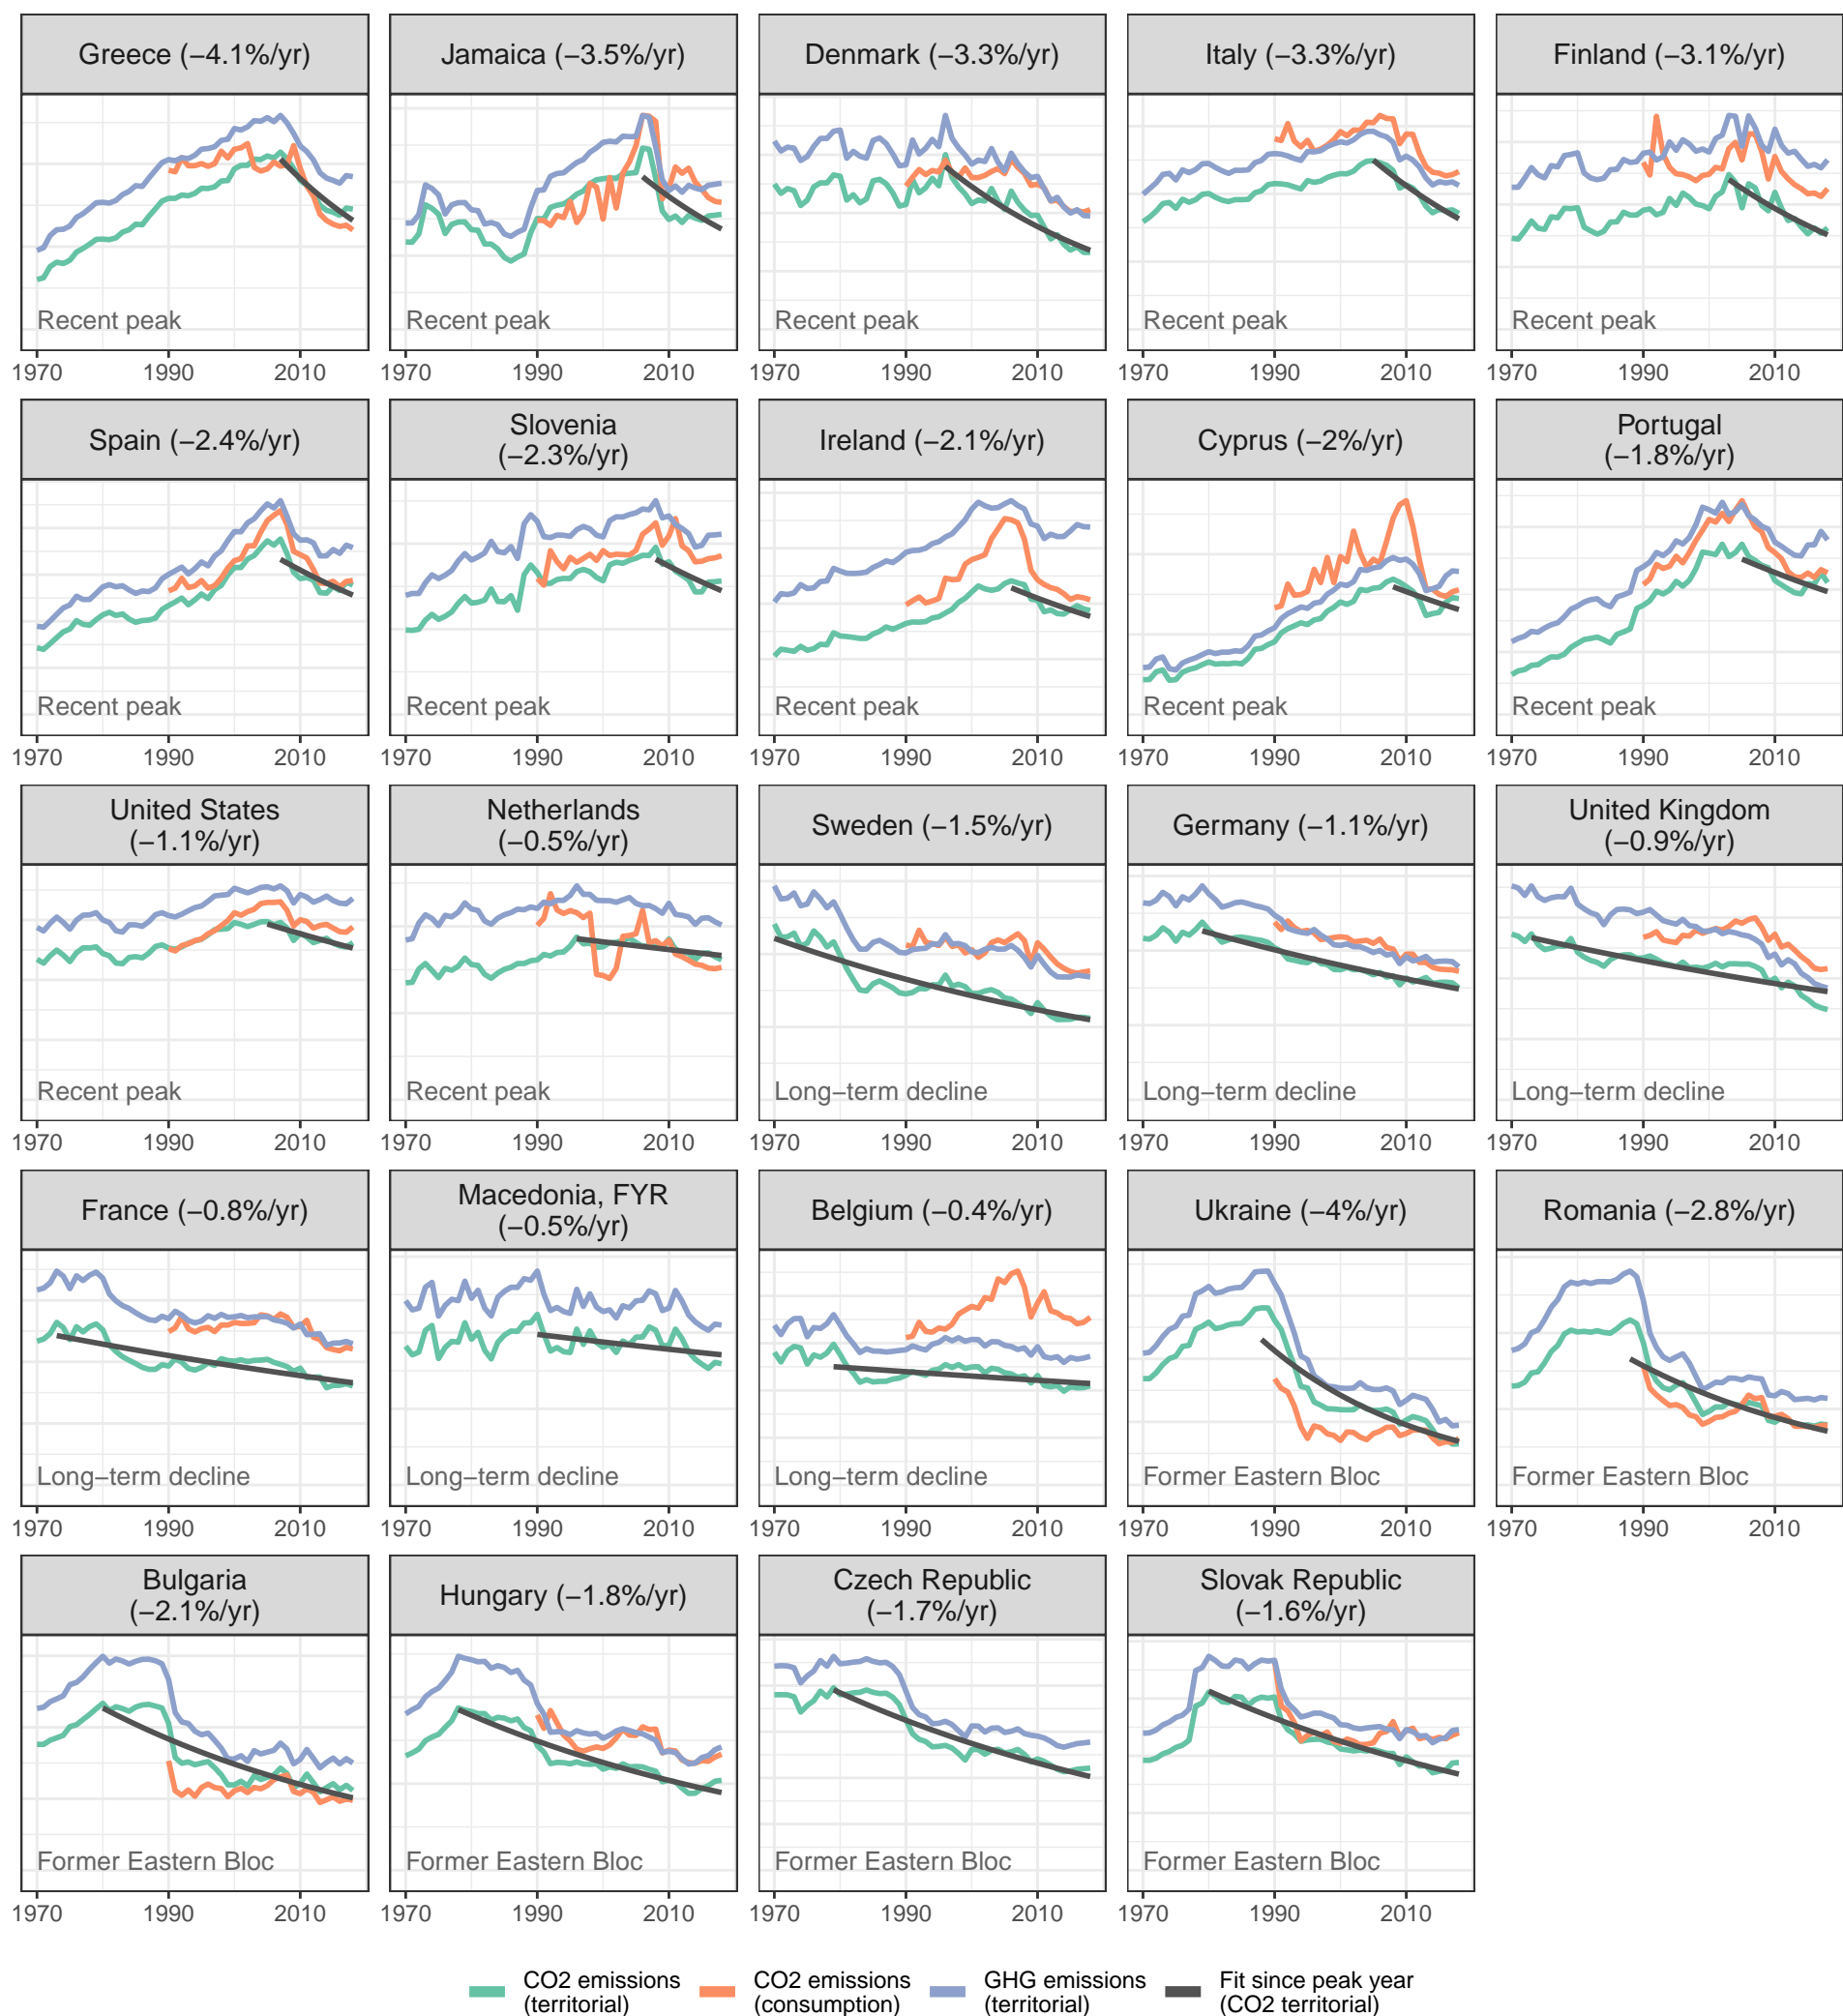 Greece (−4.1%/yr)
Jamaica (−3.5%/yr)
Denmark (−3.3%/yr)
Italy (−3.3%/yr)
Finland (−3.1%/yr)
Recent peak
Recent peak
Recent peak
Recent peak
Recent peak
1970 1990 2010
1970 1990 2010
1970 1990 2010
1970 1990 2010
1970 1990 2010
Spain (−2.4%/yr)
Slovenia
(−2.3%/yr)
Ireland (−2.1%/yr)
Cyprus (−2%/yr)
Portugal
(−1.8%/yr)
Recent peak
Recent peak
Recent peak
Recent peak
Recent peak
1970 1990 2010
1970 1990 2010
1970 1990 2010
1970 1990 2010
1970 1990 2010
United States
(−1.1%/yr)
Netherlands
(−0.5%/yr)
Sweden (−1.5%/yr)
Germany (−1.1%/yr)
United Kingdom
(−0.9%/yr)
Recent peak
Recent peak
Long−term decline
Long−term decline
Long−term decline
1970 1990 2010
1970 1990 2010
1970 1990 2010
1970 1990 2010
1970 1990 2010
France (−0.8%/yr)
Macedonia, FYR
(−0.5%/yr)
Belgium (−0.4%/yr)
Ukraine (−4%/yr)
Romania (−2.8%/yr)
Long−term decline
Long−term decline
Long−term decline
Former Eastern Bloc
Former Eastern Bloc
1970 1990 2010
1970 1990 2010
1970 1990 2010
1970 1990 2010
1970 1990 2010
Bulgaria
(−2.1%/yr)
Hungary (−1.8%/yr)
Czech Republic
(−1.7%/yr)
Slovak Republic
(−1.6%/yr)
Former Eastern Bloc
Former Eastern Bloc
Former Eastern Bloc
Former Eastern Bloc
1970 1990 2010
1970 1990 2010
1970 1990 2010
1970 1990 2010
CO2 emissions
(territorial)
CO2 emissions
(consumption)
GHG emissions
(territorial)
Fit since peak year
(CO2 territorial)